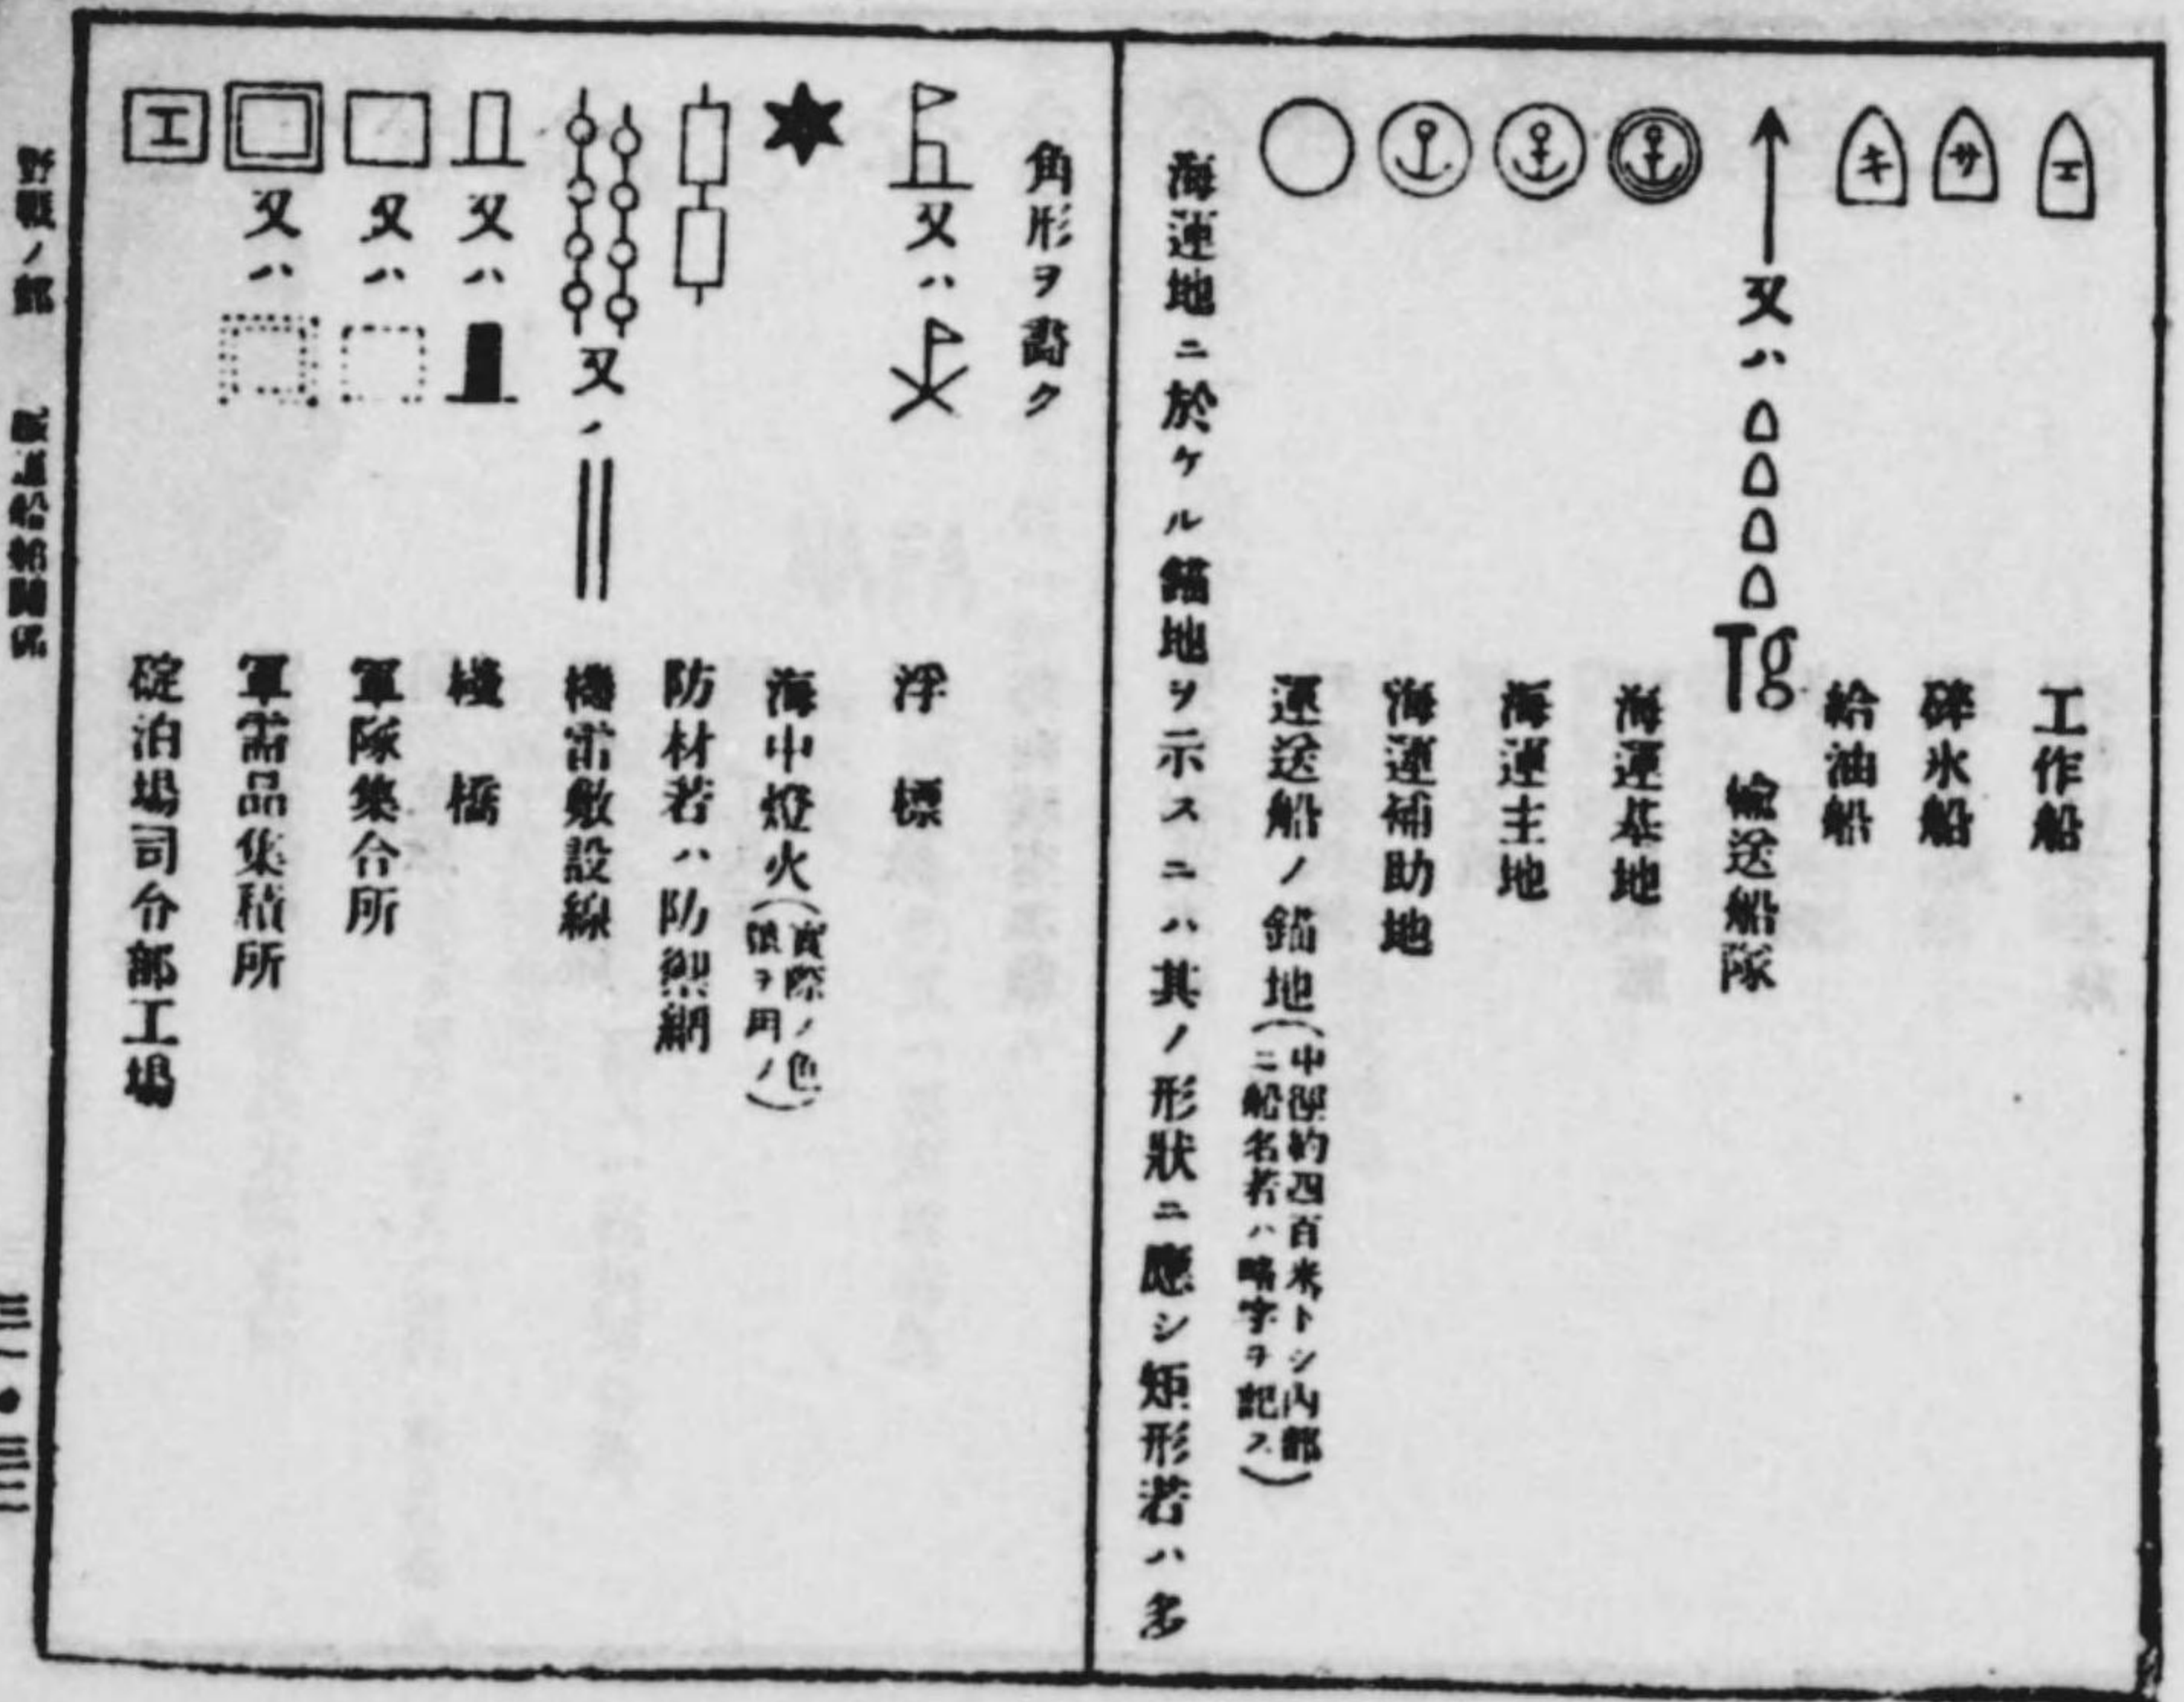 エ 工作船
サ 碎氷船
キ 給油船
又ハ Tg 輸送船隊
海運基地
海運主地
海運補助地
運送船ノ錨地(中徑約四百米トシ內部ニ船名若ハ略字ヲ記ス)
海運地ニ於ケル錨地ヲ示スニハ其ノ形狀ニ應シ矩形若ハ多
角形ヲ畫ク
又ハ 浮標
海中燈火(實際ノ色
ヲ用
防材若ハ防禦網
又ハ 機雷敷設線
又ハ 棧橋
又ハ 軍隊集合所
又ハ 軍需品集積所
工 碇泊場司令部工場
野戰ノ部
三一・三二